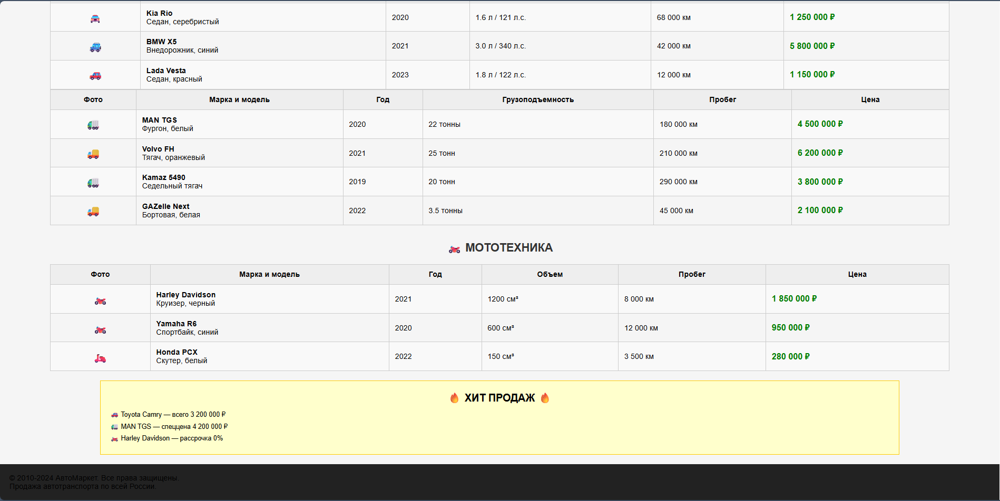 Kia Rio
Седан, серебристый
2020
1.6 л / 121 л.с.
68 000 км
1 250 000 ₽
BMW X5
Внедорожник, синий
2021
3.0 л / 340 л.с.
42 000 км
5 800 000 ₽
Lada Vesta
Седан, красный
2023
1.8 л / 122 л.с.
12 000 км
1 150 000 ₽
Фото
Марка и модель
Год
Грузоподъемность
Пробег
Цена
MAN TGS
Фургон, белый
2020
22 тонны
180 000 км
4 500 000 ₽
Volvo FH
Тягач, оранжевый
2021
25 тонн
210 000 км
6 200 000 ₽
Kamaz 5490
Седельный тягач
2019
20 тонн
290 000 км
3 800 000 ₽
GAZelle Next
Бортовая, белая
2022
3.5 тонны
45 000 км
2 100 000 ₽
МОТОТЕХНИКА
Фото
Марка и модель
Год
Объем
Пробег
Цена
Harley Davidson
Круизер, черный
2021
1200 см³
8 000 км
1 850 000 ₽
Yamaha R6
Спортбайк, синий
2020
600 см³
12 000 км
950 000 ₽
Honda PCX
Скутер, белый
2022
150 см³
3 500 км
280 000 ₽
ХИТ ПРОДАЖ
Toyota Camry — всего 3 200 000 ₽
MAN TGS — спеццена 4 200 000 ₽
Harley Davidson — рассрочка 0%
© 2010-2024 АвтоМаркет. Все права защищены.
Продажа автотранспорта по всей России.